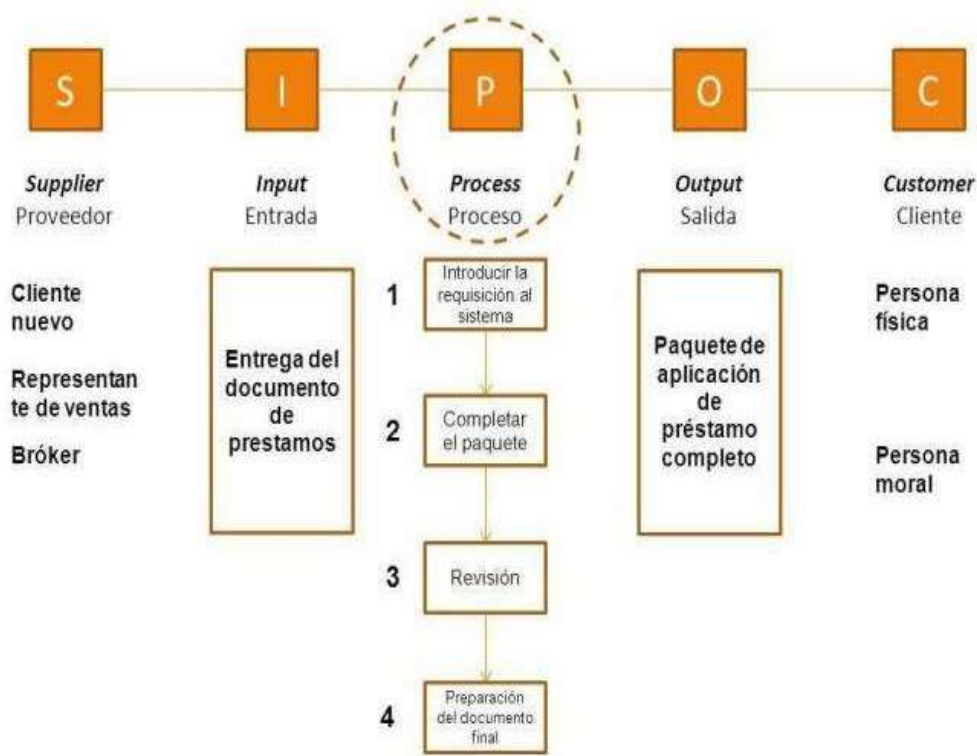 S
I
P
O
C
Supplier
Proveedor
Input
Entrada
Process
Proceso
Output
Salida
Customer
Cliente
Cliente
nuevo
Representan
te de ventas
Bróker
Entrega del
documento
de
prestamos
1
Introducir la
requisición al
sistema
2
Completar
el paquete
3
Revisión
4
Preparación
del documento
final
Paquete de
aplicación
de
préstamo
completo
Persona
física
Persona
moral